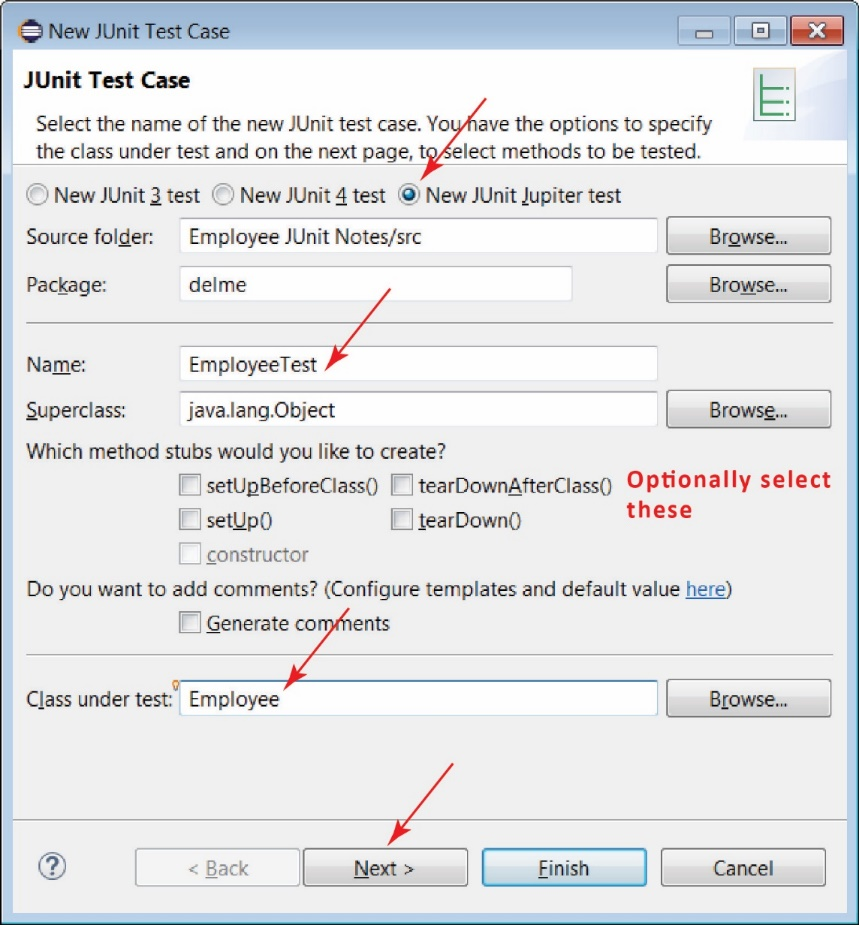 New JUnit Test Case
JUnit Test Case
Select the name of the new JUnit test case. You have the options to specify
the class under test and on the next page, to select methods to be tested.
New JUnit 3 test New JUnit 4 test New JUnit Jupiter test
Source folder: Employee JUnit Notes/src Browse...
Package: delme Browse...
Name: EmployeeTest
Superclass: java.lang.Object Browse...
Which method stubs would you like to create?
setUpBeforeClass() tearDownAfterClass()
setUp() tearDown()
constructor
Optionally select
these
Do you want to add comments? (Configure templates and default value here)
Generate comments
Class under test: Employee Browse...
? < Back Next > Finish Cancel